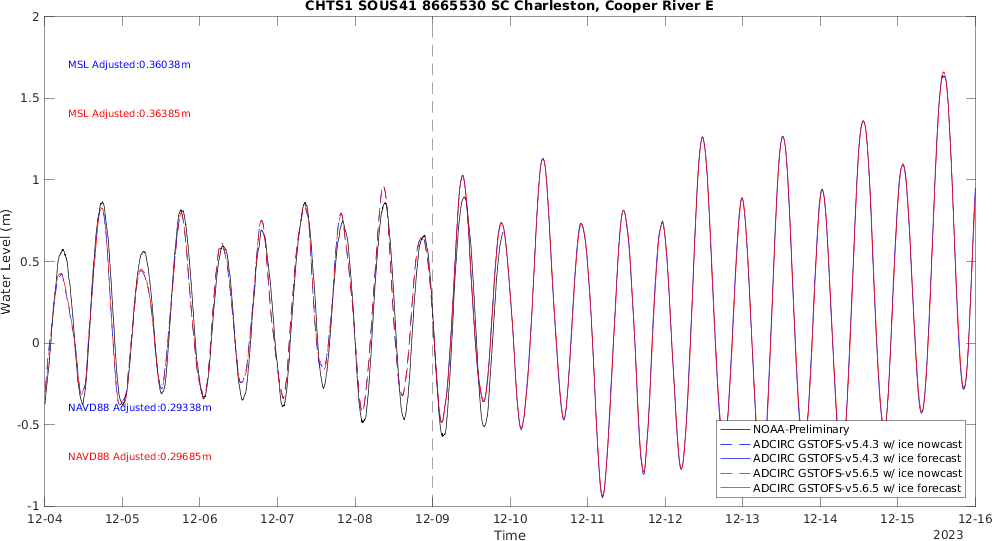 CHTS1 SOUS41 8665530 SC Charleston, Cooper River E
2
1.5
1
0.5
0
-0.5
-1
Water Level (m)
MSL Adjusted:0.36038m
MSL Adjusted:0.36385m
NAVD88 Adjusted:0.29338m
NAVD88 Adjusted:0.29685m
NOAA-Preliminary
ADCIRC GSTOFS-v5.4.3 w/ ice nowcast
ADCIRC GSTOFS-v5.4.3 w/ ice forecast
ADCIRC GSTOFS-v5.6.5 w/ ice nowcast
ADCIRC GSTOFS-v5.6.5 w/ ice forecast
12-04 12-05 12-06 12-07 12-08 12-09 12-10 12-11 12-12 12-13 12-14 12-15 12-16
Time
2023